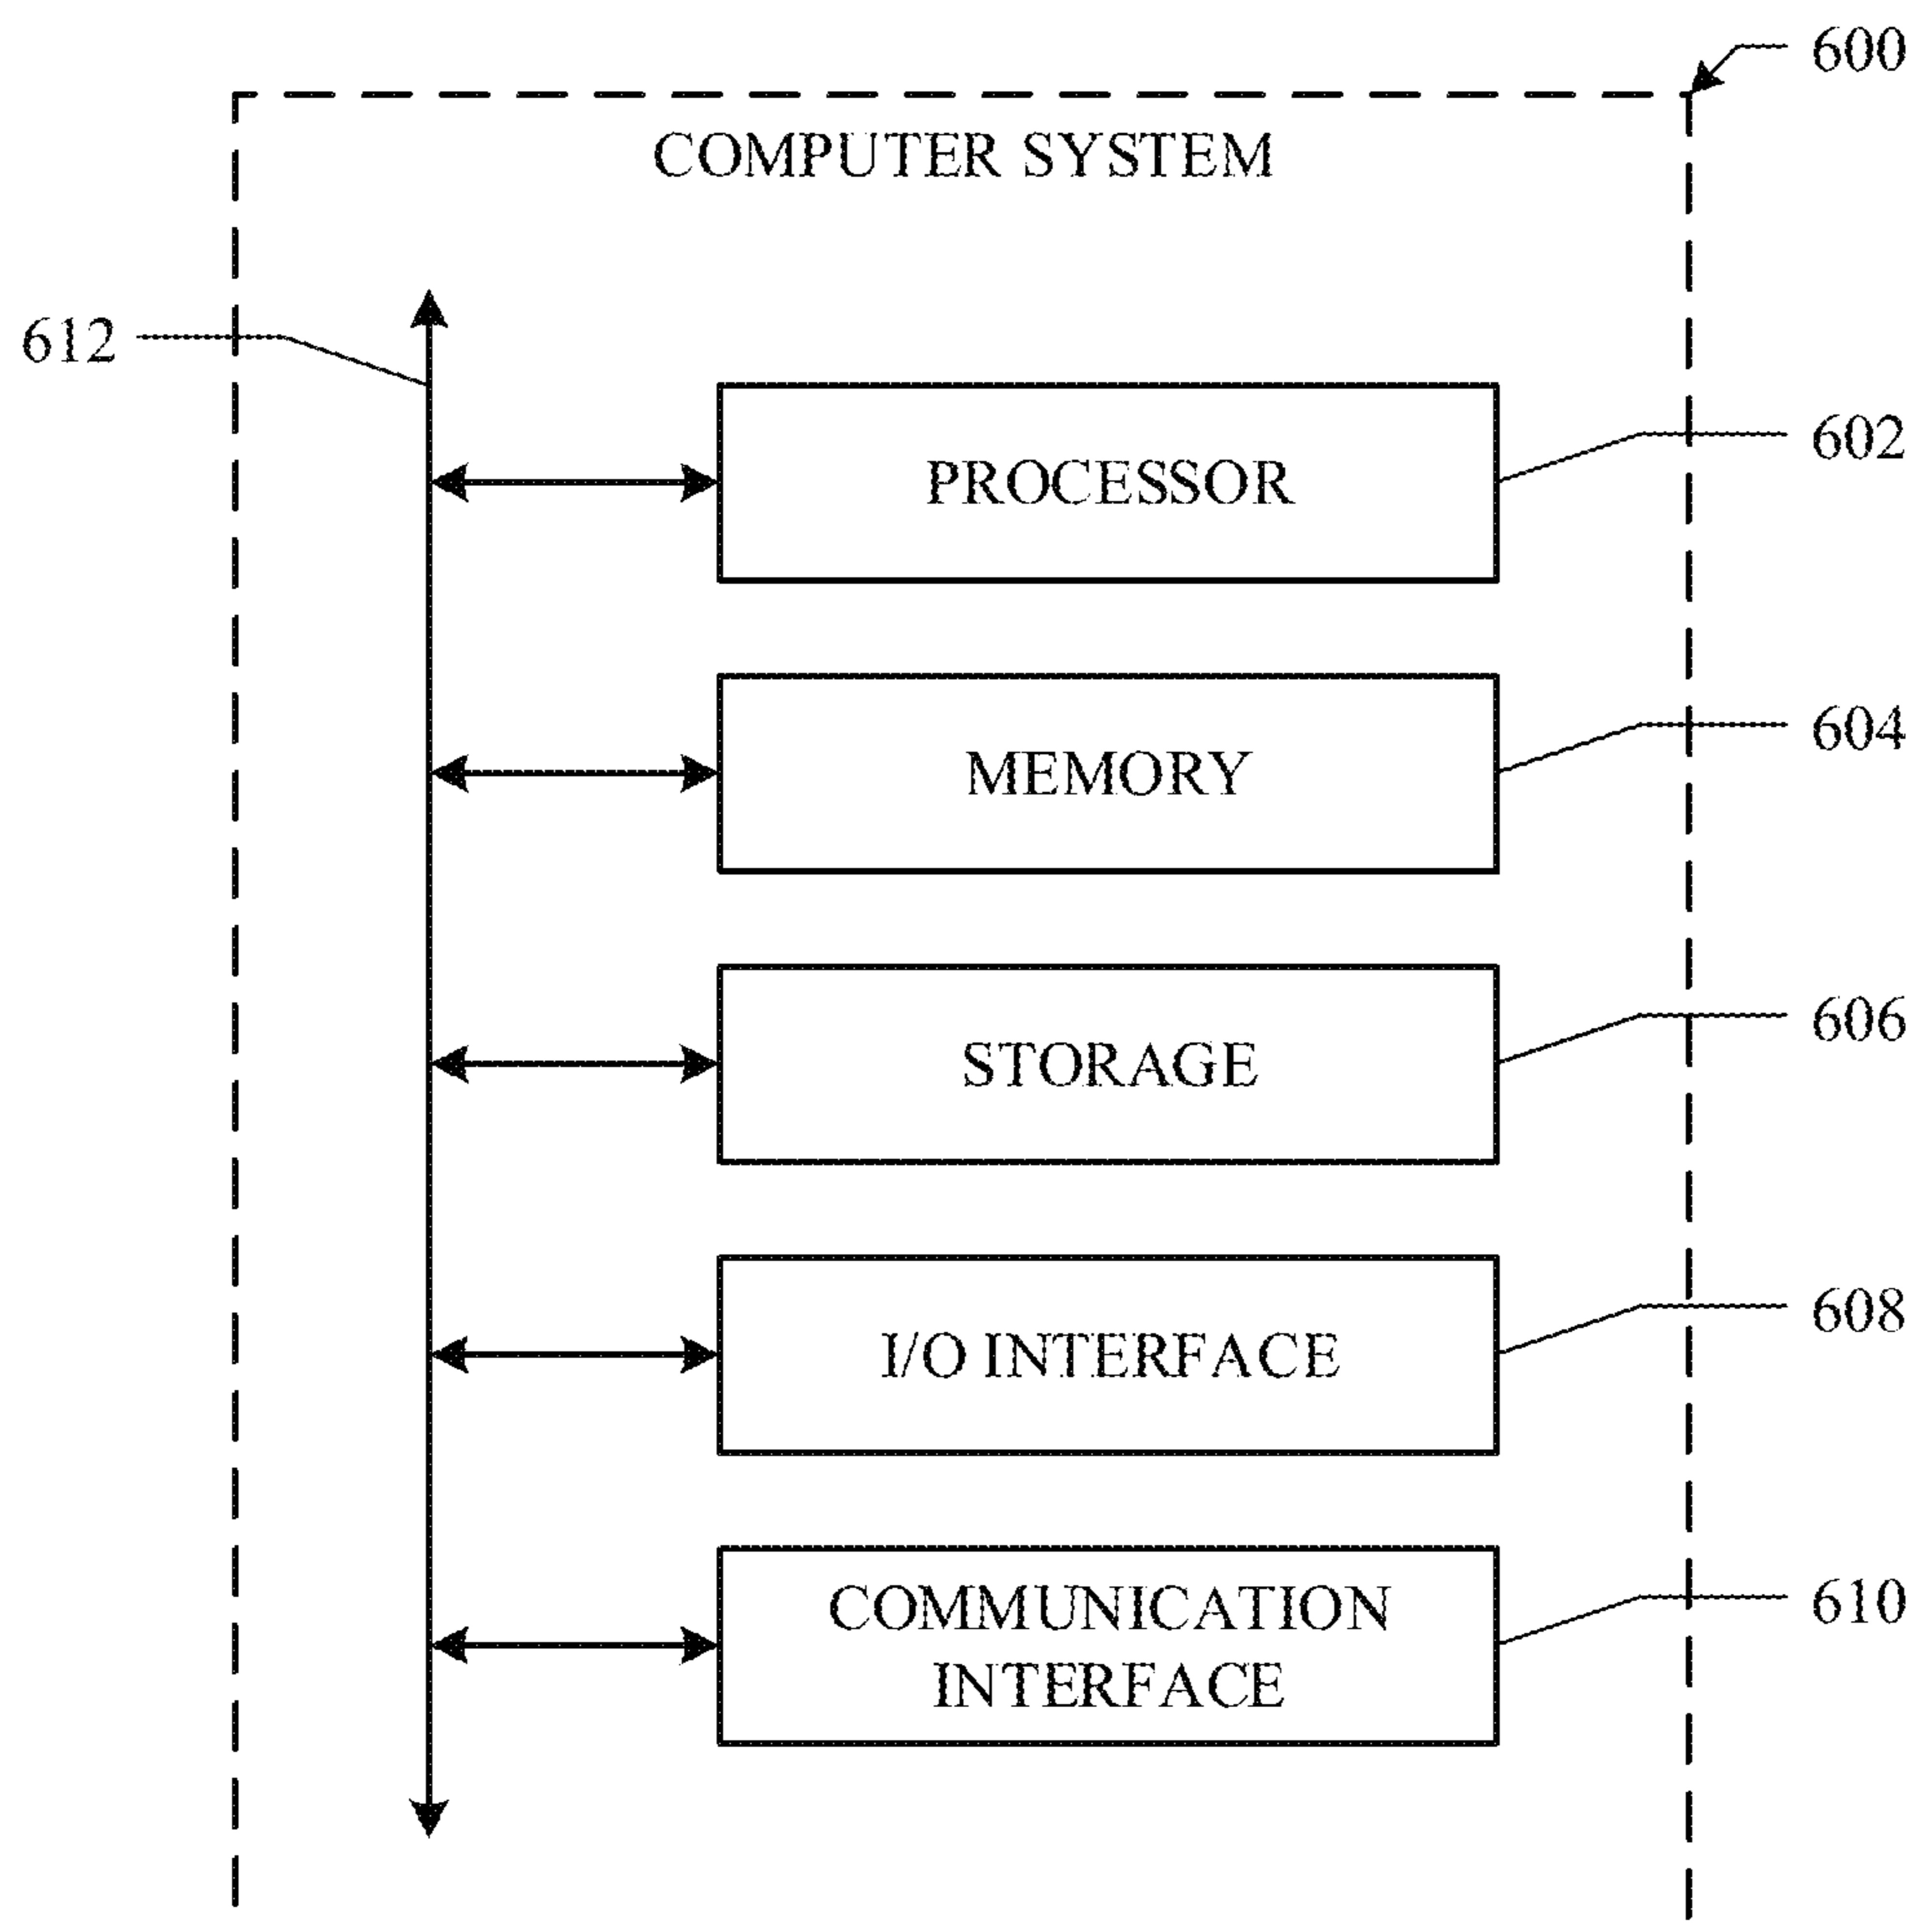 600
COMPUTER SYSTEM
612
PROCESSOR
602
MEMORY
604
STORAGE
606
I/O INTERFACE
608
COMMUNICATION
INTERFACE
610